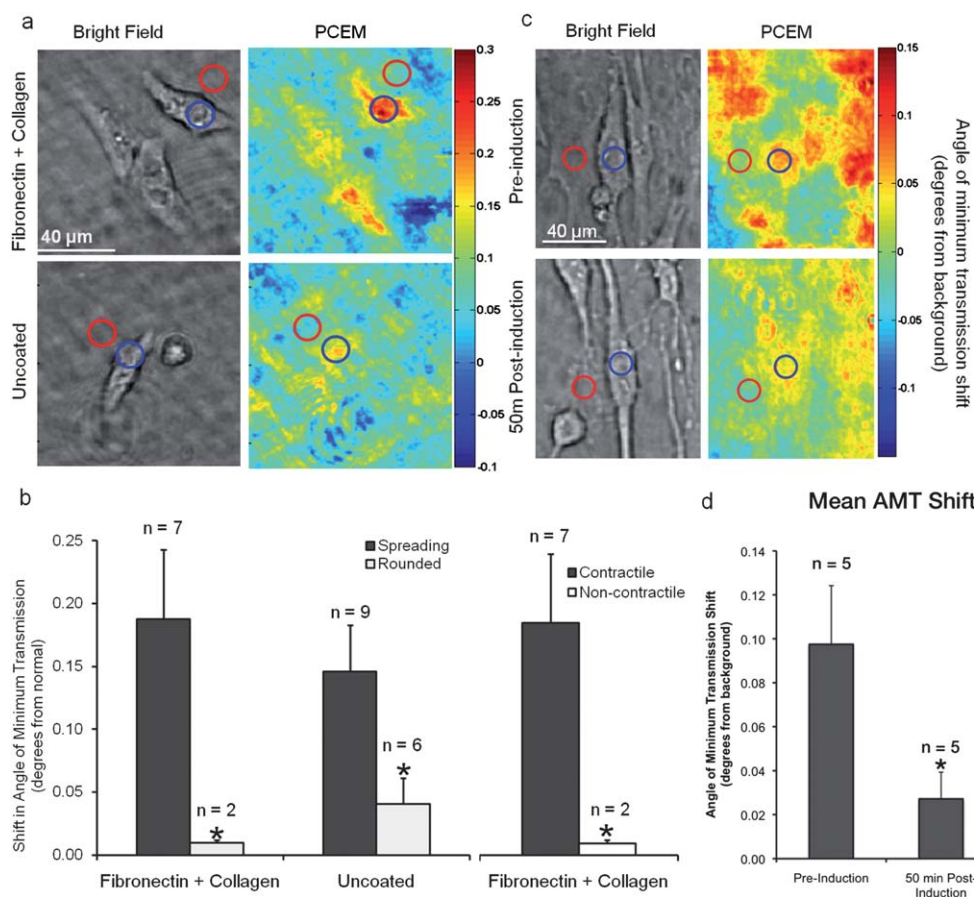 a
Bright Field
PCEM
Fibronectin + Collagen
40 µm
Uncoated
0.3
0.25
0.2
0.15
0.1
0.05
0
-0.05
-0.1
c
Bright Field
PCEM
Pre-induction
40 µm
50m Post-induction
0.15
0.1
0.05
0
-0.05
-0.1
Angle of minimum transmission shift
(degrees from background)
b
Shift in Angle of Minimum Transmission
(degrees from normal)
0.25
0.20
0.15
0.10
0.05
0.00
n = 7
n = 2
*
n = 9
n = 6
*
Spreading
Rounded
Fibronectin + Collagen
Uncoated
n = 7
Contractile
Non-contractile
n = 2
*
Fibronectin + Collagen
d
Mean AMT Shift
Angle of Minimum Transmission Shift
(degrees from background)
0.14
0.12
0.10
0.08
0.06
0.04
0.02
0.00
n = 5
n = 5
*
Pre-Induction
50 min Post-
Induction